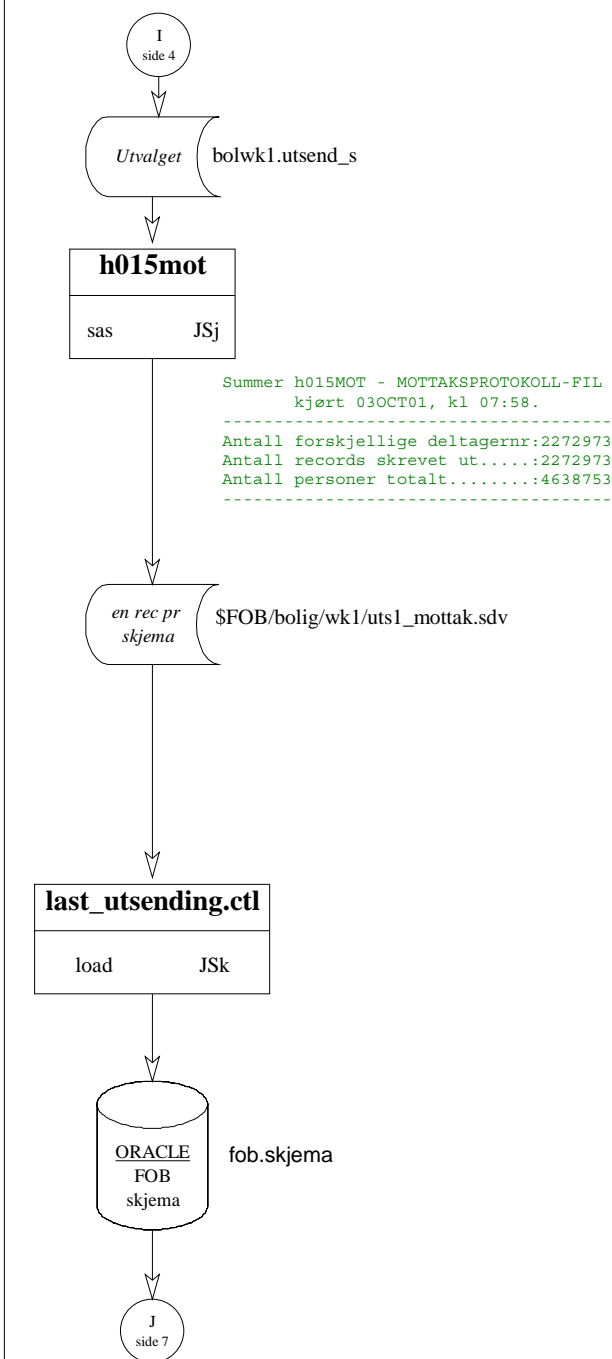 I
side 4
Utvalget
bolwk1.utsend_s
h015mot
sas JSj
Summer h015MOT - MOTTAKSPROTOKOLL-FIL
kjørt 03OCT01, kl 07:58.
--------------------------------------
Antall forskjellige deltagernr:2272973
Antall records skrevet ut.....:2272973
Antall personer totalt........:4638753
--------------------------------------
en rec pr
skjema
$FOB/bolig/wk1/uts1_mottak.sdv
last_utsending.ctl
load JSk
ORACLE
FOB
skjema
fob.skjema
J
side 7